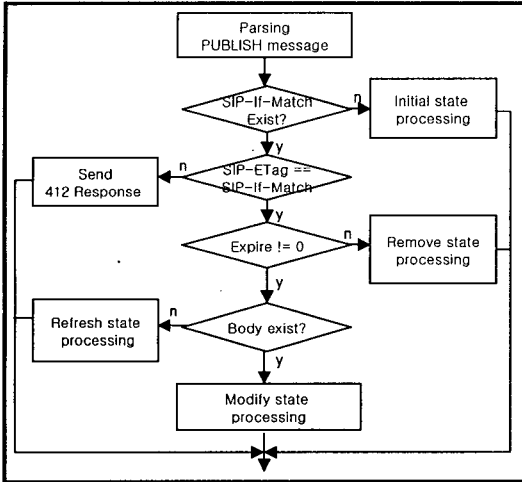 Parsing
PUBLISH message
SIP-If-Match
Exist?
n
Initial state
processing
y
SIP-ETag ==
SIP-If-Match
n
Send
412 Response
y
Expire != 0
n
Remove state
processing
y
Body exist?
n
Refresh state
processing
y
Modify state
processing